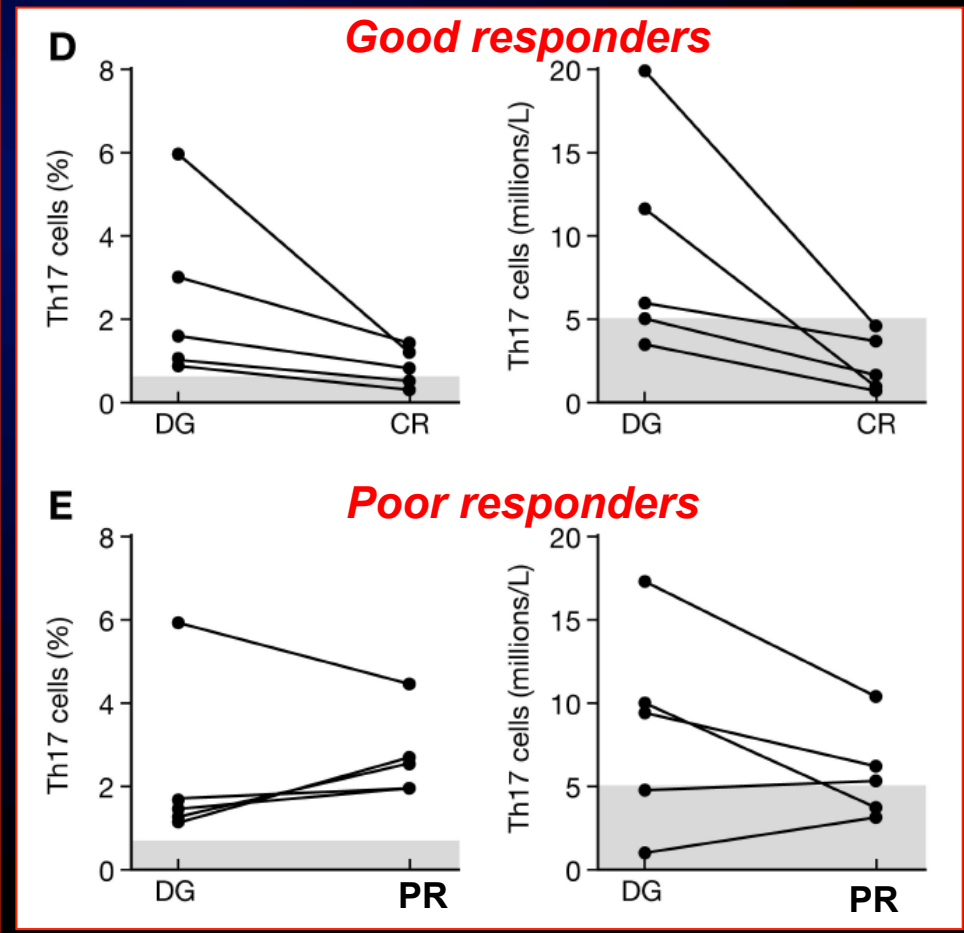 D
Good responders
Th17 cells (%)
8
6
4
2
0
DG
CR
Th17 cells (millions/L)
20
15
10
5
0
DG
CR
E
Poor responders
Th17 cells (%)
8
6
4
2
0
DG
PR
Th17 cells (millions/L)
20
15
10
5
0
DG
PR